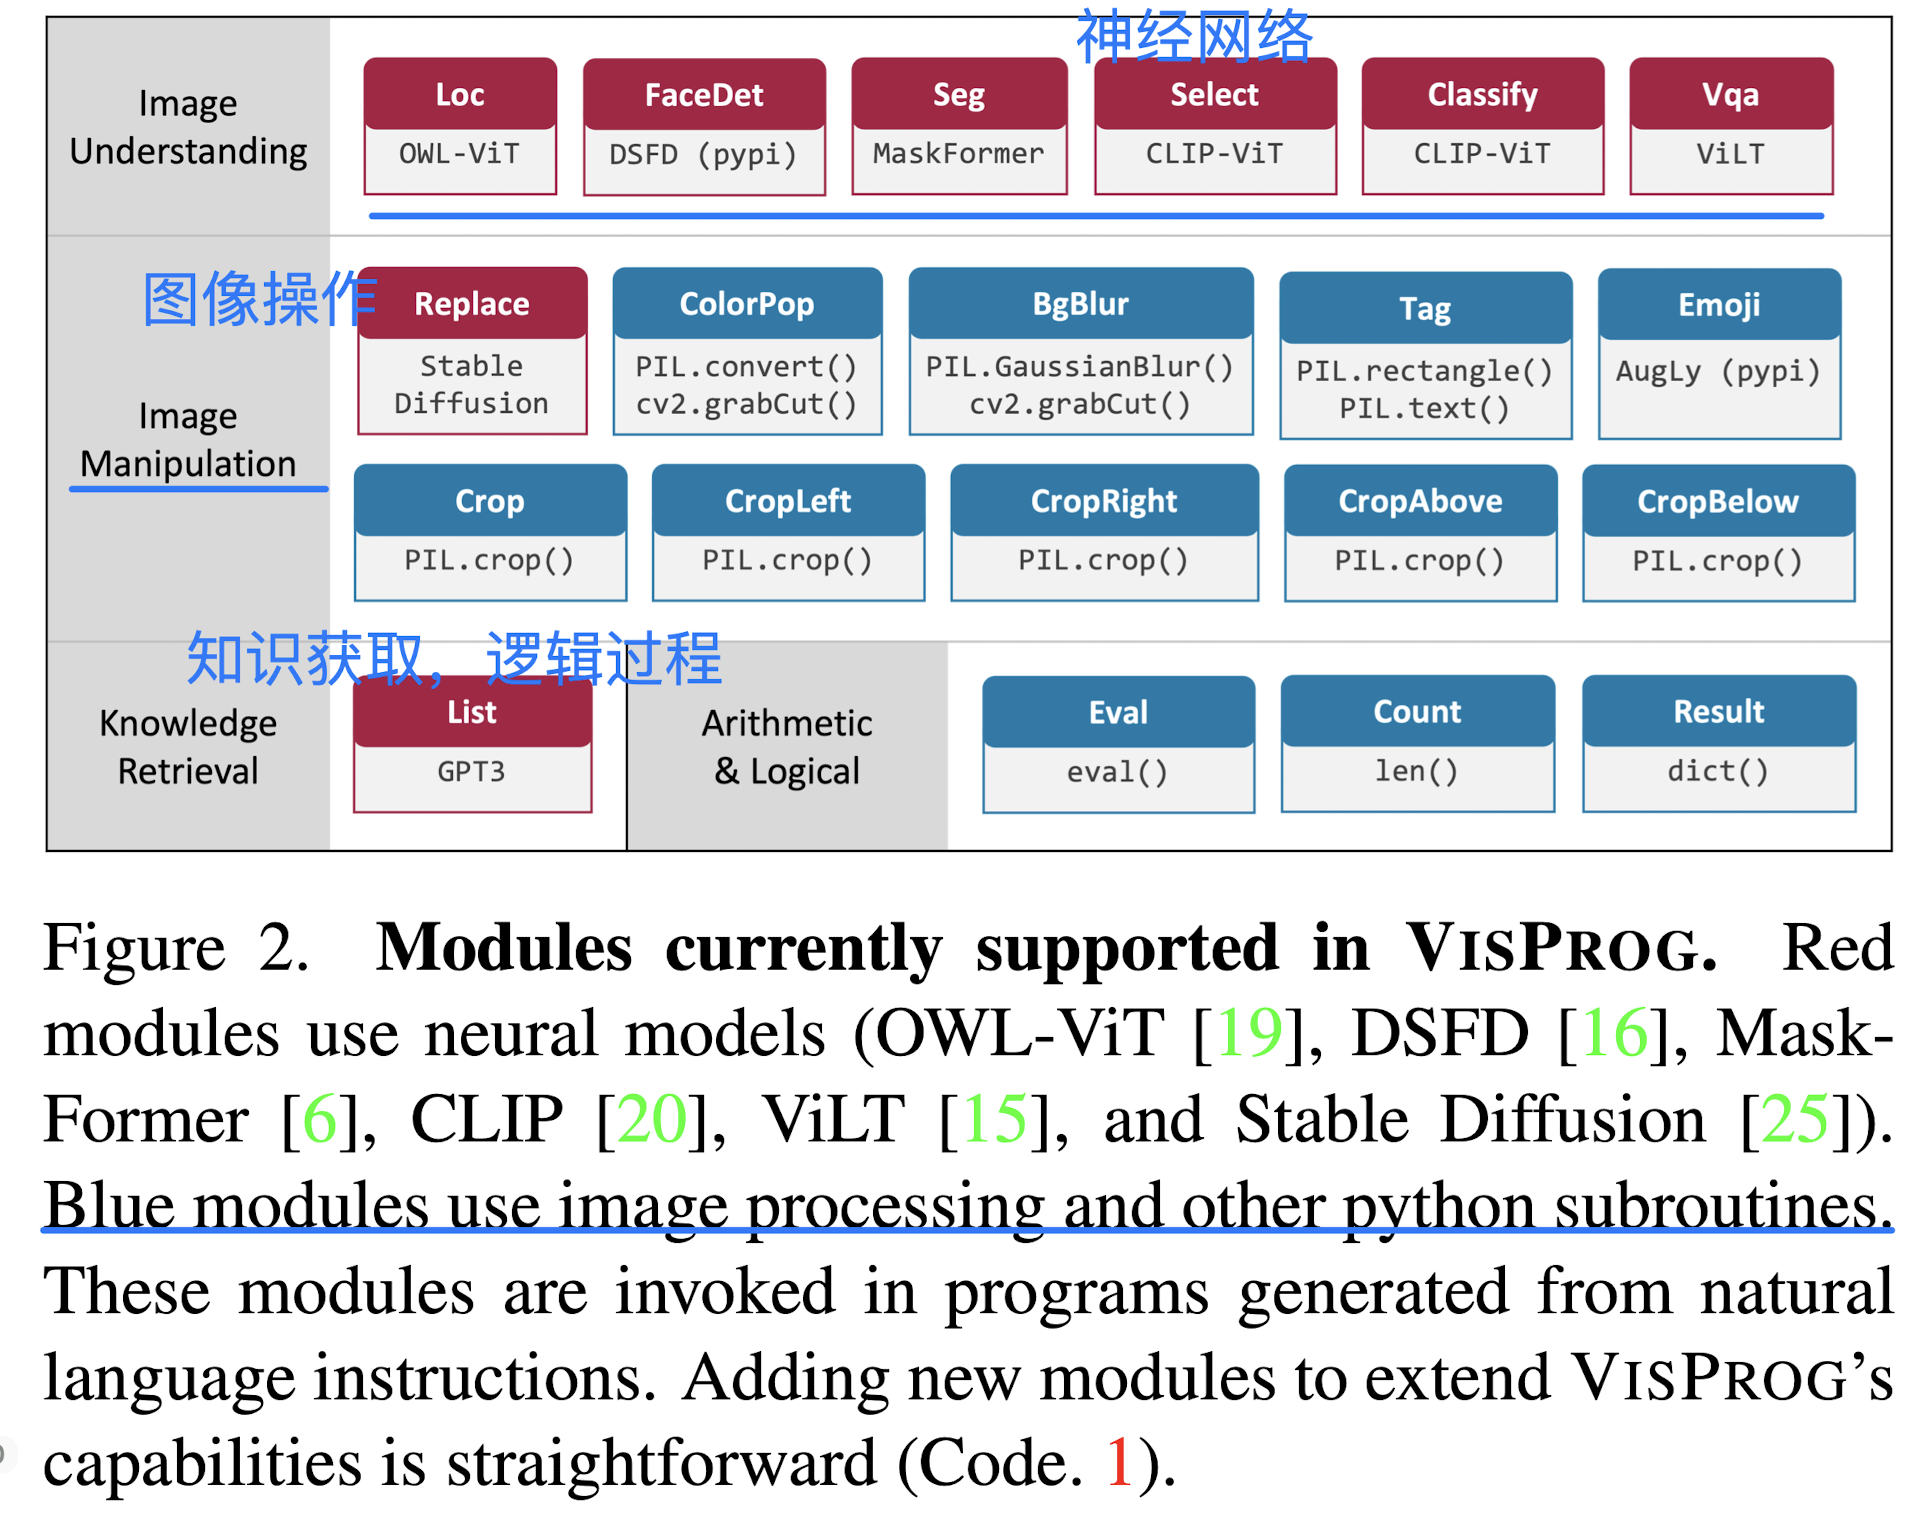 神经网络
Image
Understanding
Loc
OWL-ViT
FaceDet
DSFD (pypi)
Seg
MaskFormer
Select
CLIP-ViT
Classify
CLIP-ViT
Vqa
ViLT
图像操作
Image
Manipulation
Replace
Stable
Diffusion
ColorPop
PIL.convert()
cv2.grabCut()
BgBlur
PIL.GaussianBlur()
cv2.grabCut()
Tag
PIL.rectangle()
PIL.text()
Emoji
AugLy (pypi)
Crop
PIL.crop()
CropLeft
PIL.crop()
CropRight
PIL.crop()
CropAbove
PIL.crop()
CropBelow
PIL.crop()
知识获取，逻辑过程
Knowledge
Retrieval
List
GPT3
Arithmetic
& Logical
Eval
eval()
Count
len()
Result
dict()
Figure 2. Modules currently supported in VISPROG. Red
modules use neural models (OWL-ViT [19], DSFD [16], Mask-
Former [6], CLIP [20], ViLT [15], and Stable Diffusion [25]).
Blue modules use image processing and other python subroutines.
These modules are invoked in programs generated from natural
language instructions. Adding new modules to extend VISPROG’s
capabilities is straightforward (Code. 1).